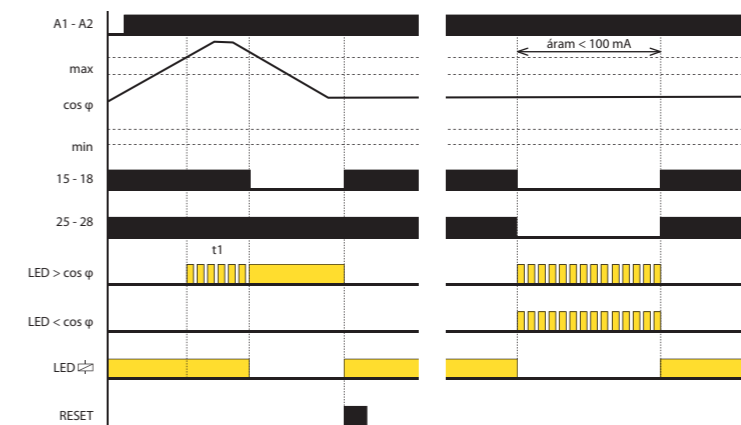 A1 - A2
áram < 100 mA
max
cos φ
min
15 - 18
25 - 28
t1
LED > cos φ
LED < cos φ
LED
RESET